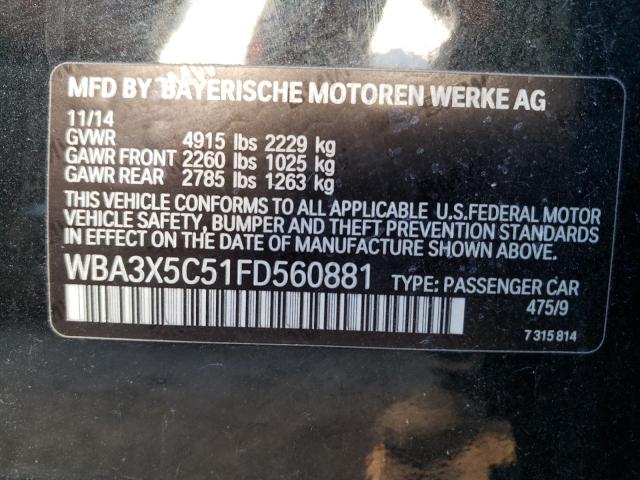 MFD BY BAYERISCHE MOTOREN WERKE AG
11/14
GVWR 4915 lbs 2229 kg
GAWR FRONT 2260 lbs 1025 kg
GAWR REAR 2785 lbs 1263 kg
THIS VEHICLE CONFORMS TO ALL APPLICABLE U.S.FEDERAL MOTOR
VEHICLE SAFETY, BUMPER AND THEFT PREVENTION STANDARDS
IN EFFECT ON THE DATE OF MANUFACTURE SHOWN ABOVE.
WBA3X5C51FD560881 TYPE: PASSENGER CAR
475/9
7 315 814